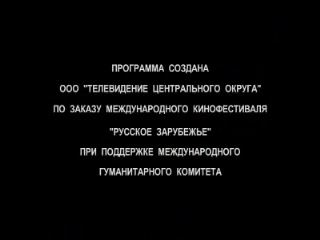 ПРОГРАММА СОЗДАНА
ООО "ТЕЛЕВИДЕНИЕ ЦЕНТРАЛЬНОГО ОКРУГА"
ПО ЗАКАЗУ МЕЖДУНАРОДНОГО КИНОФЕСТИВАЛЯ
"РУССКОЕ ЗАРУБЕЖЬЕ"
ПРИ ПОДДЕРЖКЕ МЕЖДУНАРОДНОГО
ГУМАНИТАРНОГО КОМИТЕТА